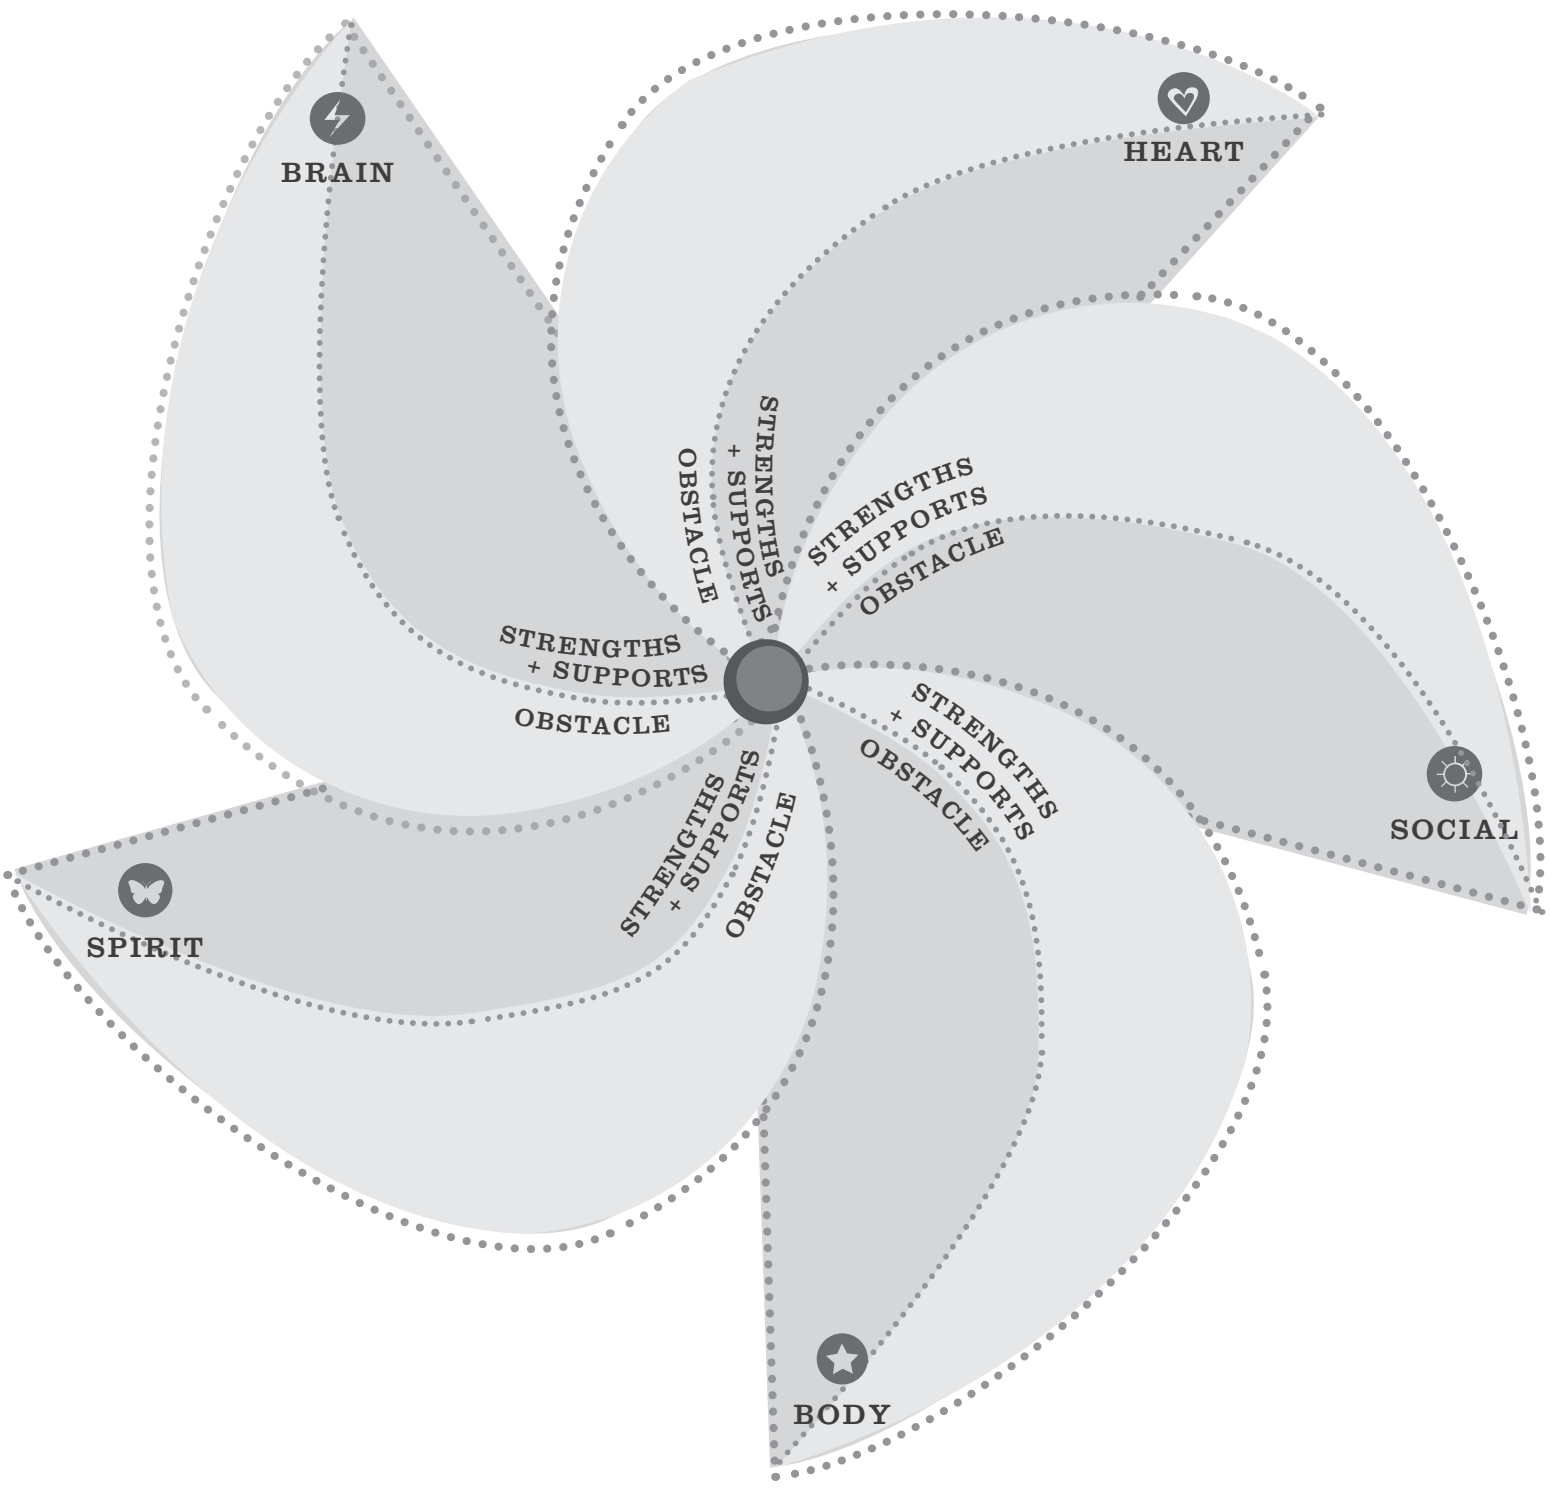 BRAIN
HEART
STRENGTHS
+ SUPPORTS
OBSTACLE
STRENGTHS
+ SUPPORTS
OBSTACLE
STRENGTHS
+ SUPPORTS
OBSTACLE
STRENGTHS
+ SUPPORTS
OBSTACLE
STRENGTHS
+ SUPPORTS
OBSTACLE
SOCIAL
SPIRIT
BODY